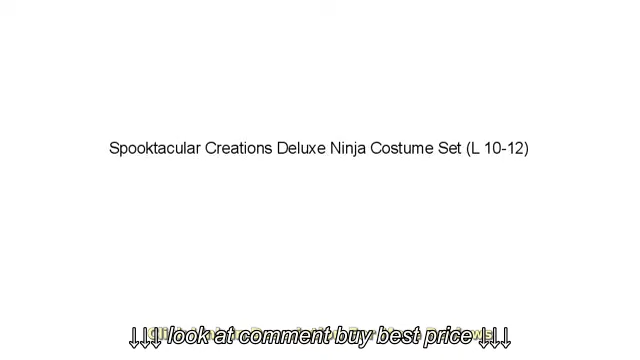 Spooktacular Creations Deluxe Ninja Costume Set (L 10-12)
↓↓↓ look at comment buy best price ↓↓↓